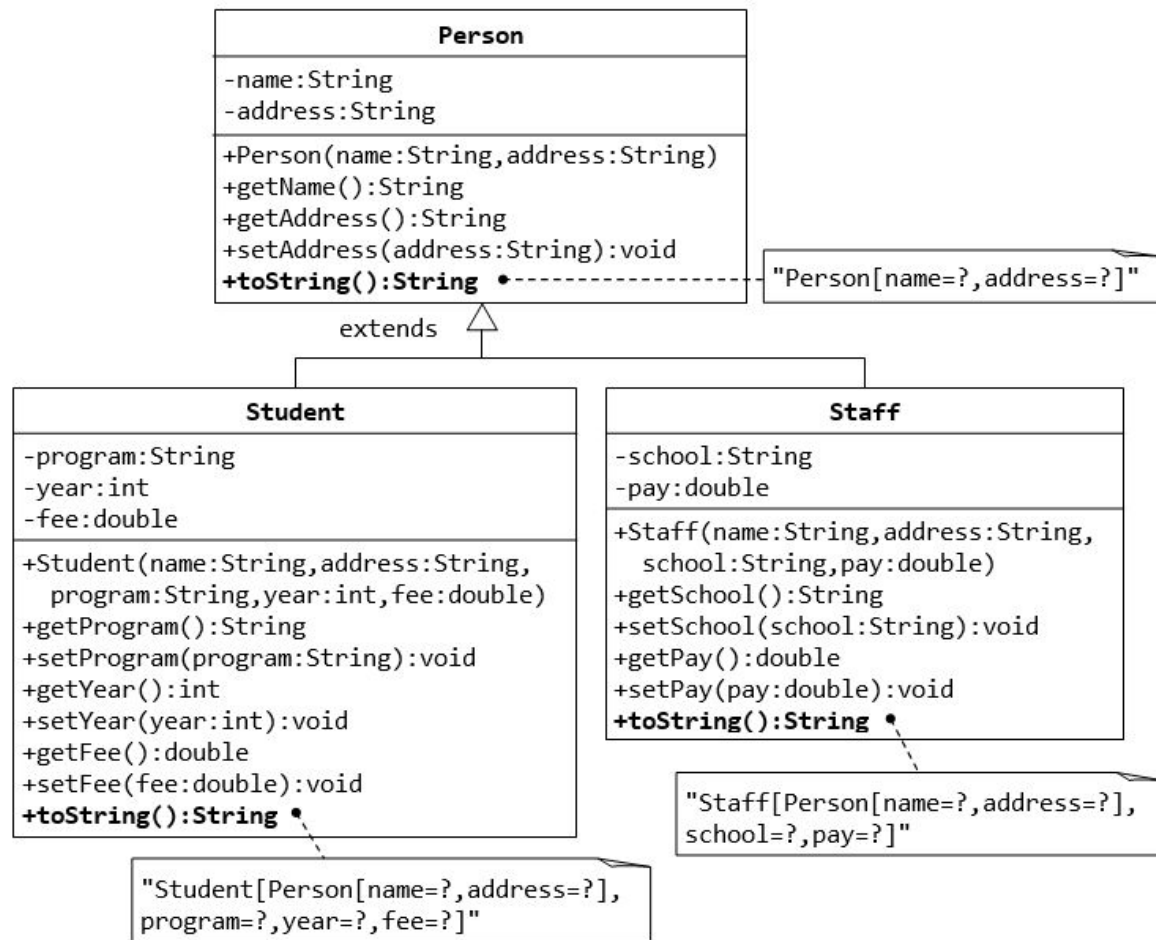 Person
-name:String
-address:String
+Person(name:String,address:String)
+getName():String
+getAddress():String
+setAddress(address:String):void
+toString():String
"Person[name=?,address=?]"
extends
Student
-program:String
-year:int
-fee:double
+Student(name:String,address:String,
program:String,year:int,fee:double)
+getProgram():String
+setProgram(program:String):void
+getYear():int
+setYear(year:int):void
+getFee():double
+setFee(fee:double):void
+toString():String
"Student[Person[name=?,address=?],
program=?,year=?,fee=?]"
Staff
-school:String
-pay:double
+Staff(name:String,address:String,
school:String,pay:double)
+getSchool():String
+setSchool(school:String):void
+getPay():double
+setPay(pay:double):void
+toString():String
"Staff[Person[name=?,address=?],
school=?,pay=?]"